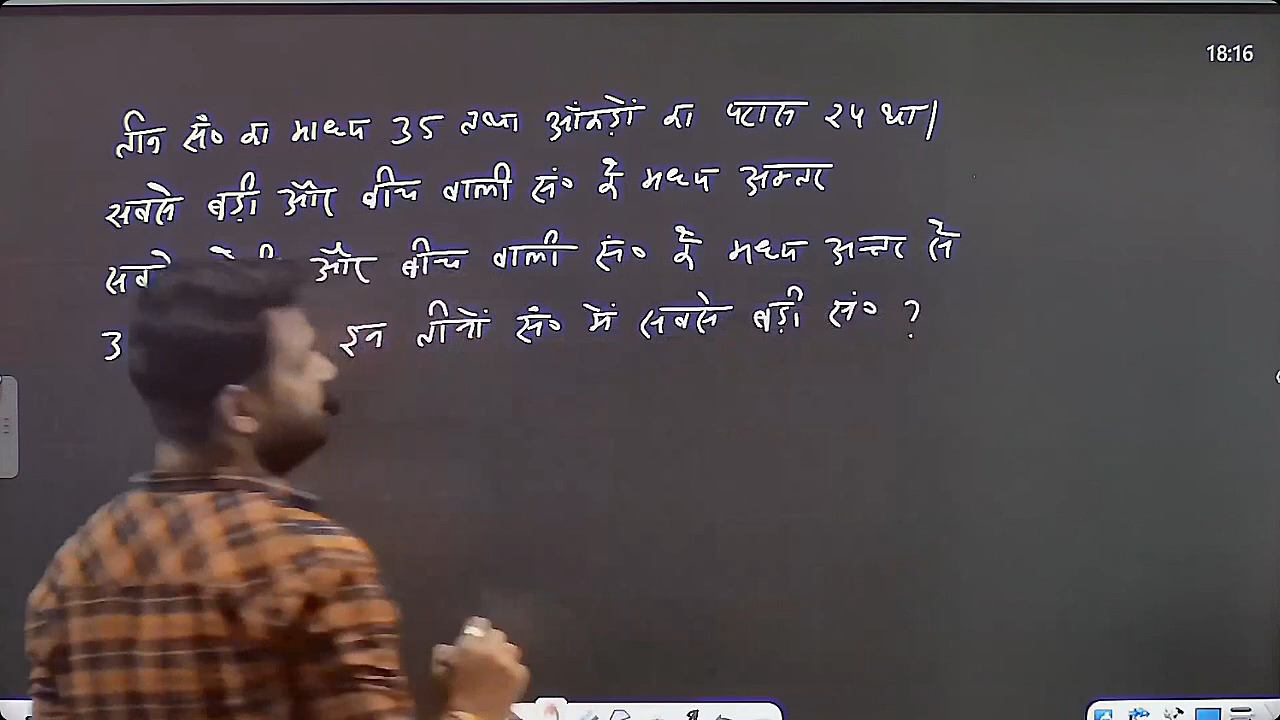 18:16
तीन सं० का माध्य 35 तथा आंकड़ों का परास 24 था।
सबसे बड़ी और बीच वाली सं० के मध्य अन्तर
और बीच वाली सं० के मध्य अन्तर से
3 इन तीनों सं० में सबसे बड़ी सं० ?